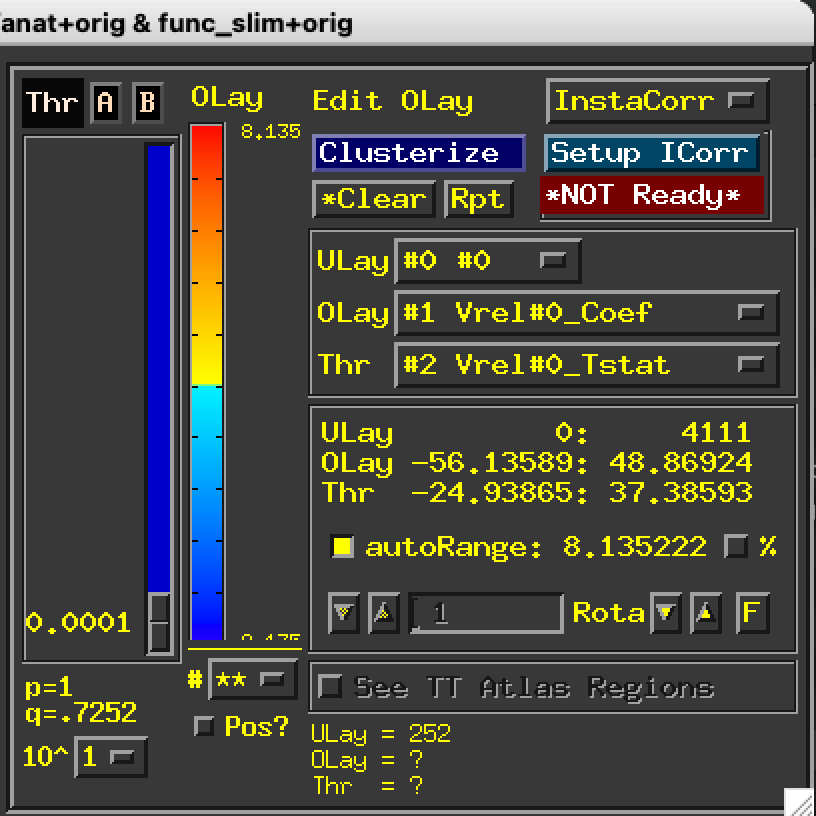 anat+orig & func_slim+orig
Thr A B OLay Edit OLay InstaCorr
8.135
Clusterize Setup ICorr
*Clear Rpt *NOT Ready*
ULay #0 #0
OLay #1 Vrel#0_Coef
Thr #2 Vrel#0_Tstat
ULay 0: 4111
OLay -56.13589: 48.86924
Thr -24.93865: 37.38593
autoRange: 8.135222 %
1 Rota F
0.0001
# **
See TT Atlas Regions
p=1
q=.7252
Pos?
10^ 1
ULay = 252
OLay = ?
Thr = ?